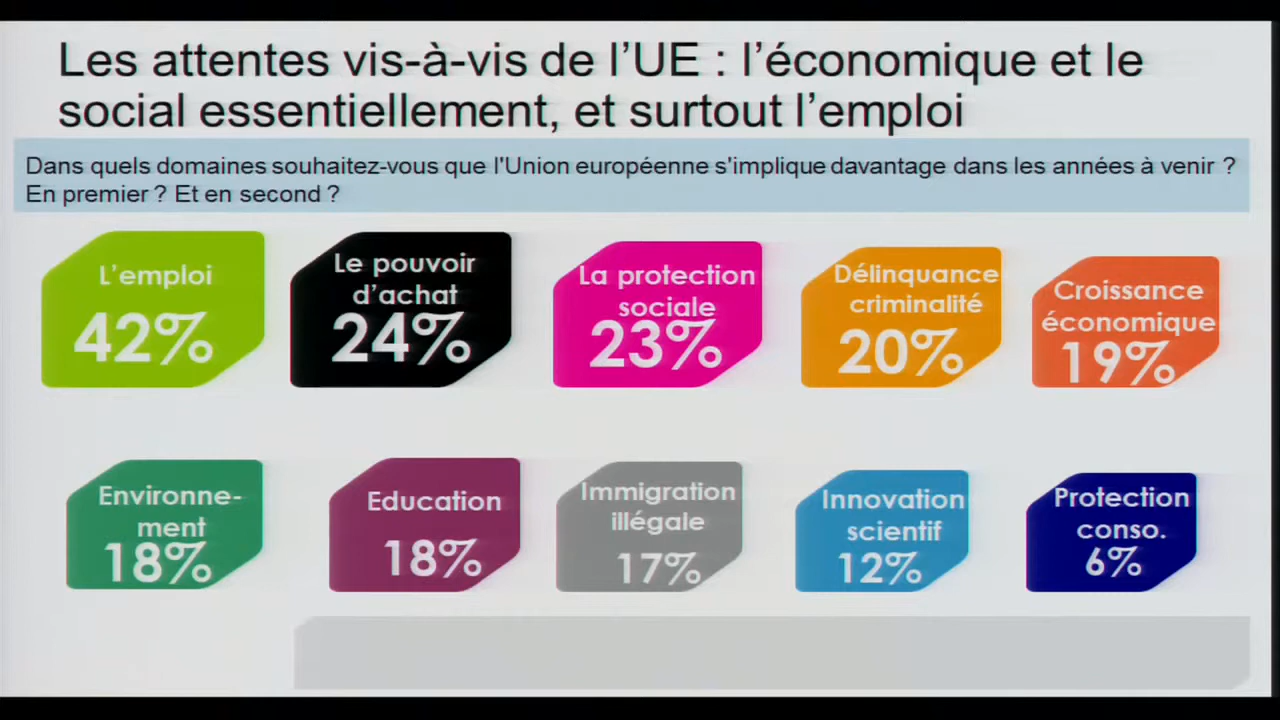 Les attentes vis-à-vis de l’UE : l’économique et le
social essentiellement, et surtout l’emploi
Dans quels domaines souhaitez-vous que l'Union européenne s'implique davantage dans les années à venir ?
En premier ? Et en second ?
L’emploi
42%
Le pouvoir
d’achat
24%
La protection
sociale
23%
Délinquance
criminalité
20%
Croissance
économique
19%
Environne-
ment
18%
Education
18%
Immigration
illégale
17%
Innovation
scientif
12%
Protection
conso.
6%